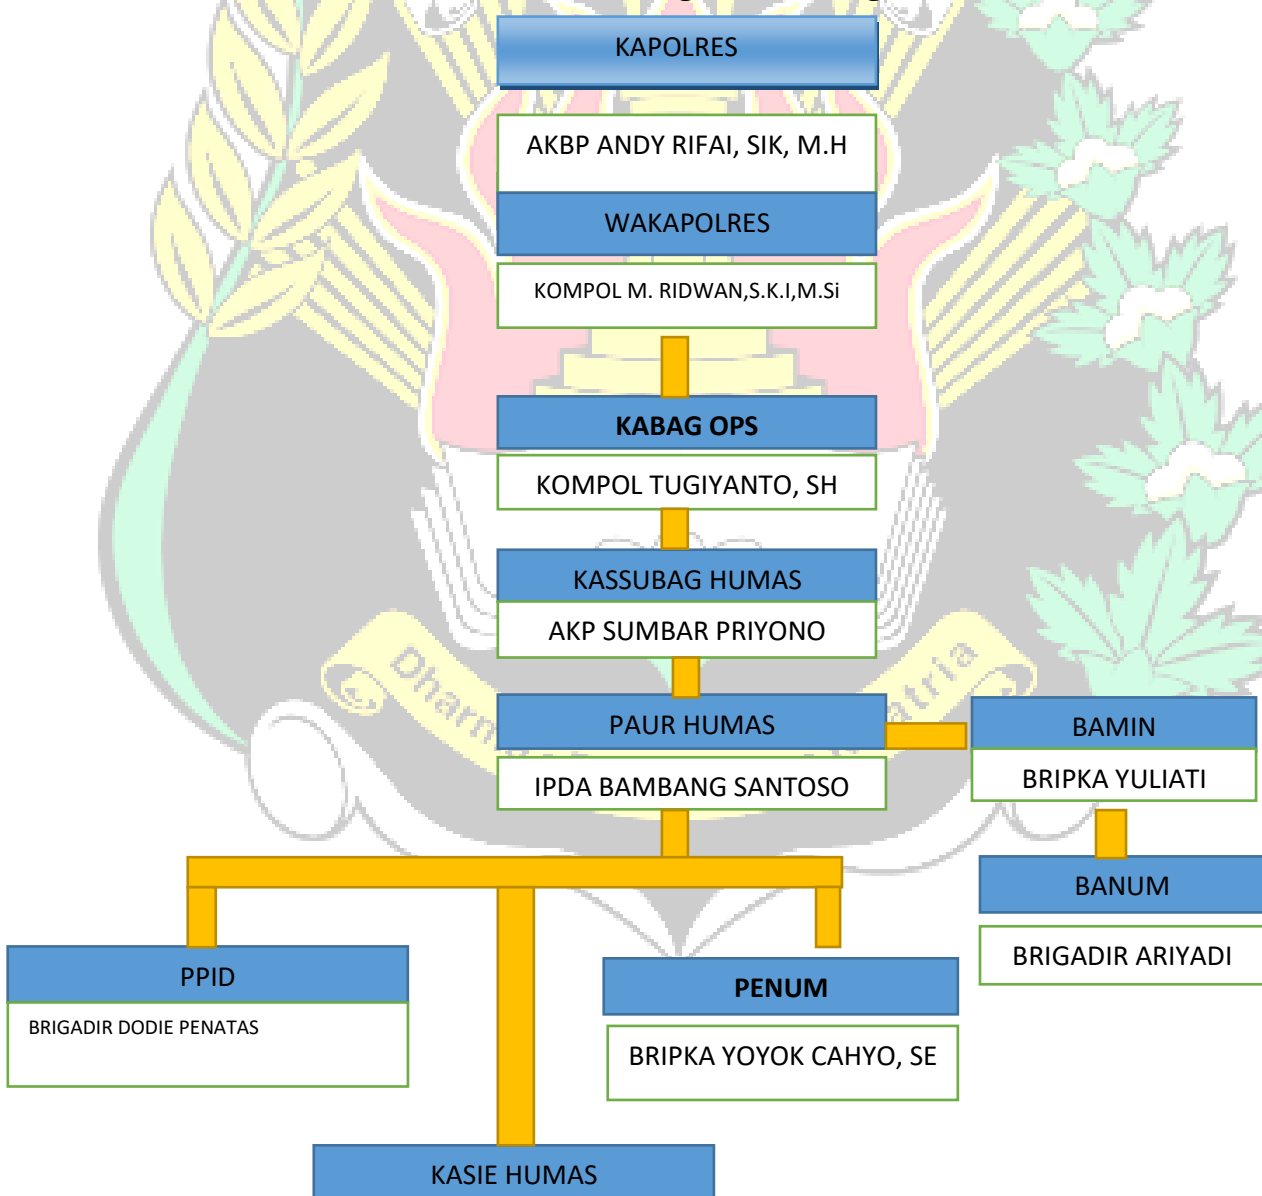 KAPOLRES
AKBP ANDY RIFAI, SIK, M.H
WAKAPOLRES
KOMPOL M. RIDWAN,S.K.I,M.Si
KABAG OPS
KOMPOL TUGIYANTO, SH
KASSUBAG HUMAS
AKP SUMBAR PRIYONO
PAUR HUMAS
IPDA BAMBANG SANTOSO
BAMIN
BRIPKA YULIATI
BANUM
BRIGADIR ARIYADI
PPID
BRIGADIR DODIE PENATAS
PENUM
BRIPKA YOYOK CAHYO, SE
KASIE HUMAS